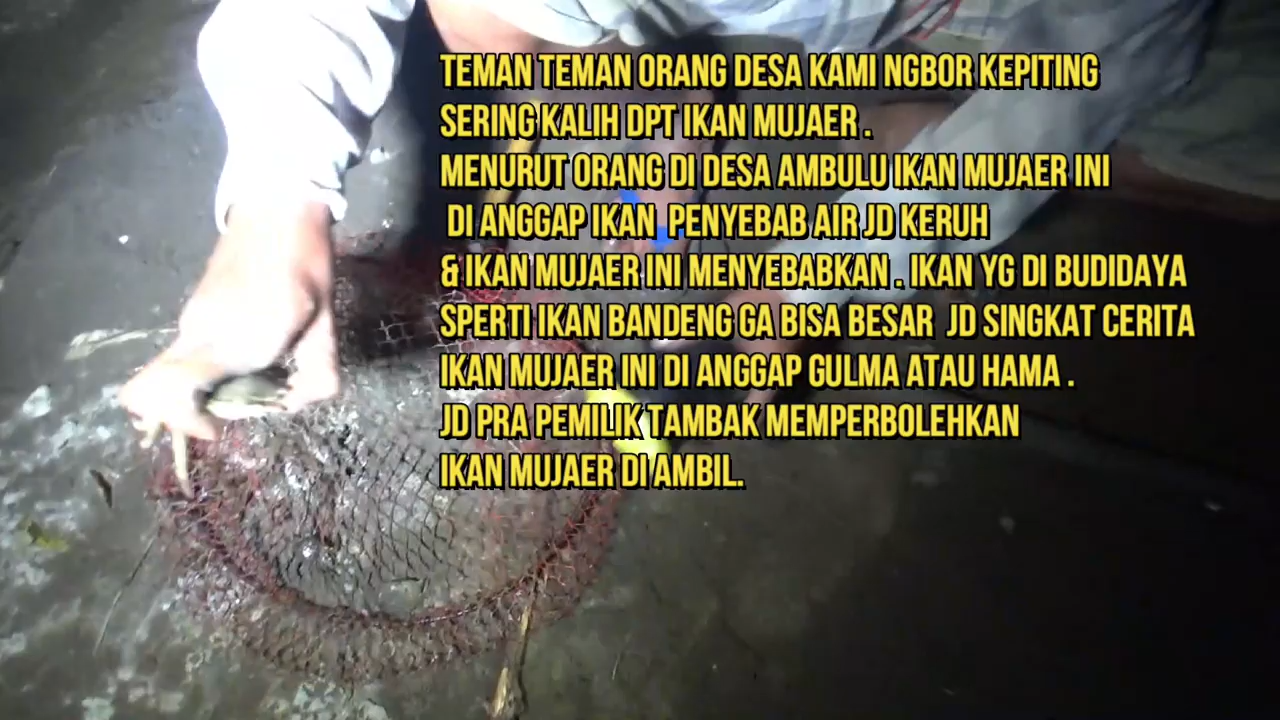 TEMAN TEMAN ORANG DESA KAMI NGBOR KEPITING
SERING KALIH DPT IKAN MUJAER .
MENURUT ORANG DI DESA AMBULU IKAN MUJAER INI
DI ANGGAP IKAN PENYEBAB AIR JD KERUH
& IKAN MUJAER INI MENYEBABKAN . IKAN YG DI BUDIDAYA
SPERTI IKAN BANDENG GA BISA BESAR JD SINGKAT CERITA
IKAN MUJAER INI DI ANGGAP GULMA ATAU HAMA .
JD PRA PEMILIK TAMBAK MEMPERBOLEHKAN
IKAN MUJAER DI AMBIL.